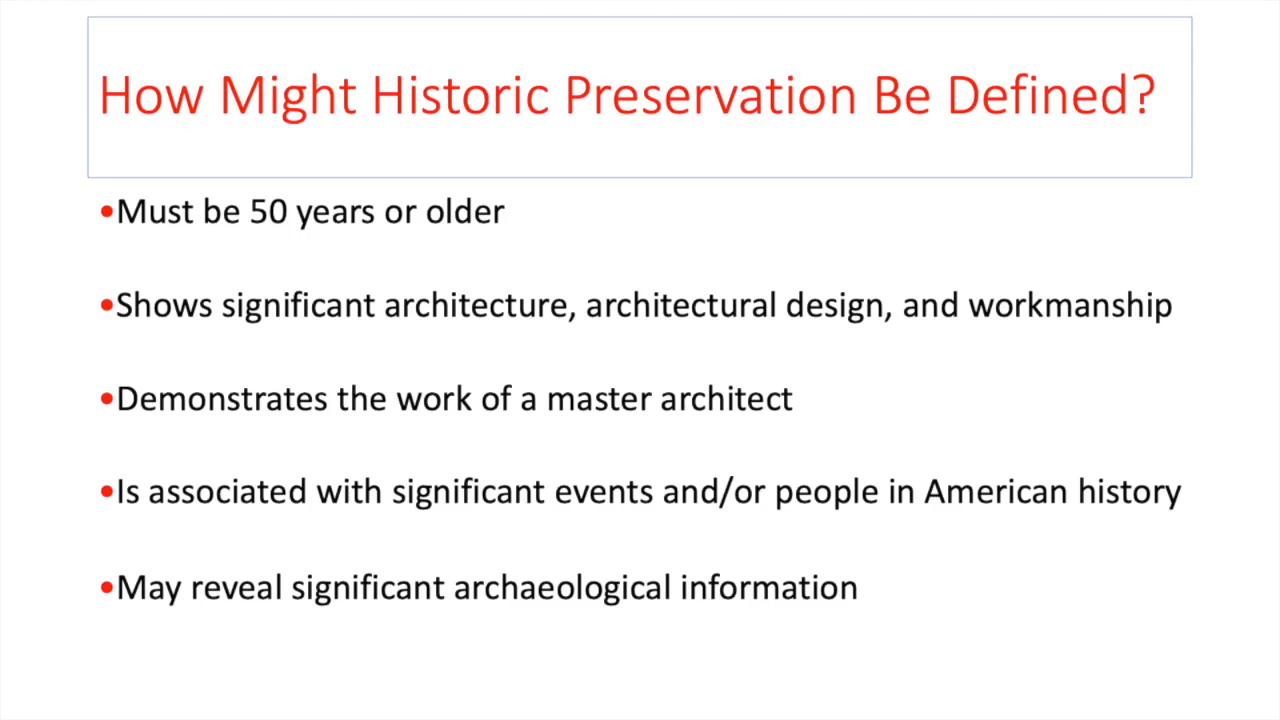 How Might Historic Preservation Be Defined?
•Must be 50 years or older
•Shows significant architecture, architectural design, and workmanship
•Demonstrates the work of a master architect
•Is associated with significant events and/or people in American history
•May reveal significant archaeological information